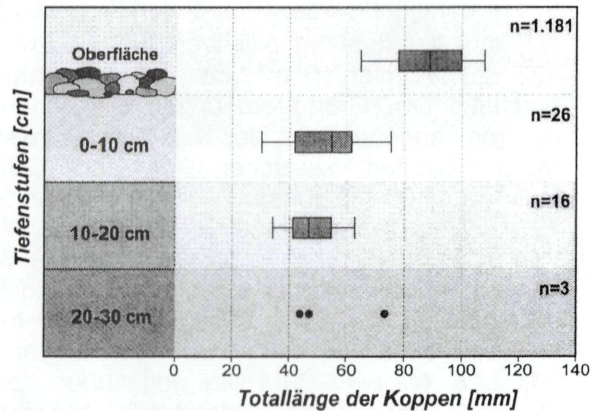 n=1.181
Oberfläche
n=26
0-10 cm
n=16
10-20 cm
n=3
20-30 cm
Tiefenstufen [cm]
0 20 40 60 80 100 120 140
Totallänge der Koppen [mm]